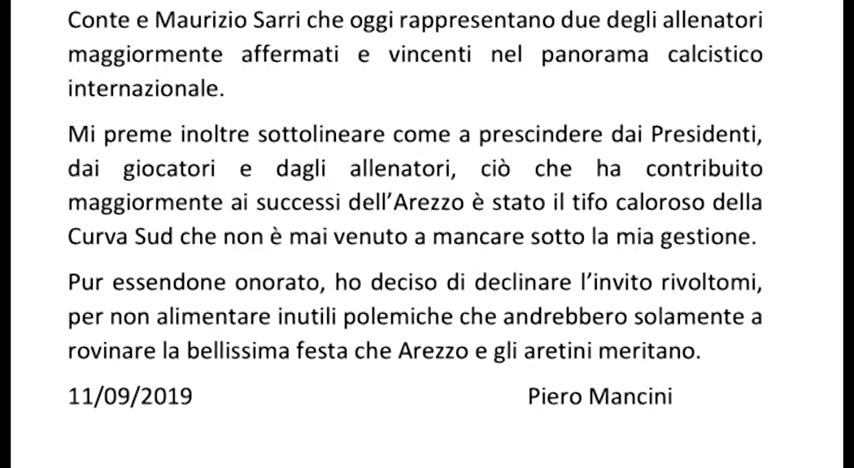 Conte e Maurizio Sarri che oggi rappresentano due degli allenatori
maggiormente affermati e vincenti nel panorama calcistico
internazionale.
Mi preme inoltre sottolineare come a prescindere dai Presidenti,
dai giocatori e dagli allenatori, ciò che ha contribuito
maggiormente ai successi dell’Arezzo è stato il tifo caloroso della
Curva Sud che non è mai venuto a mancare sotto la mia gestione.
Pur essendone onorato, ho deciso di declinare l’invito rivoltomi,
per non alimentare inutili polemiche che andrebbero solamente a
rovinare la bellissima festa che Arezzo e gli aretini meritano.
11/09/2019 Piero Mancini